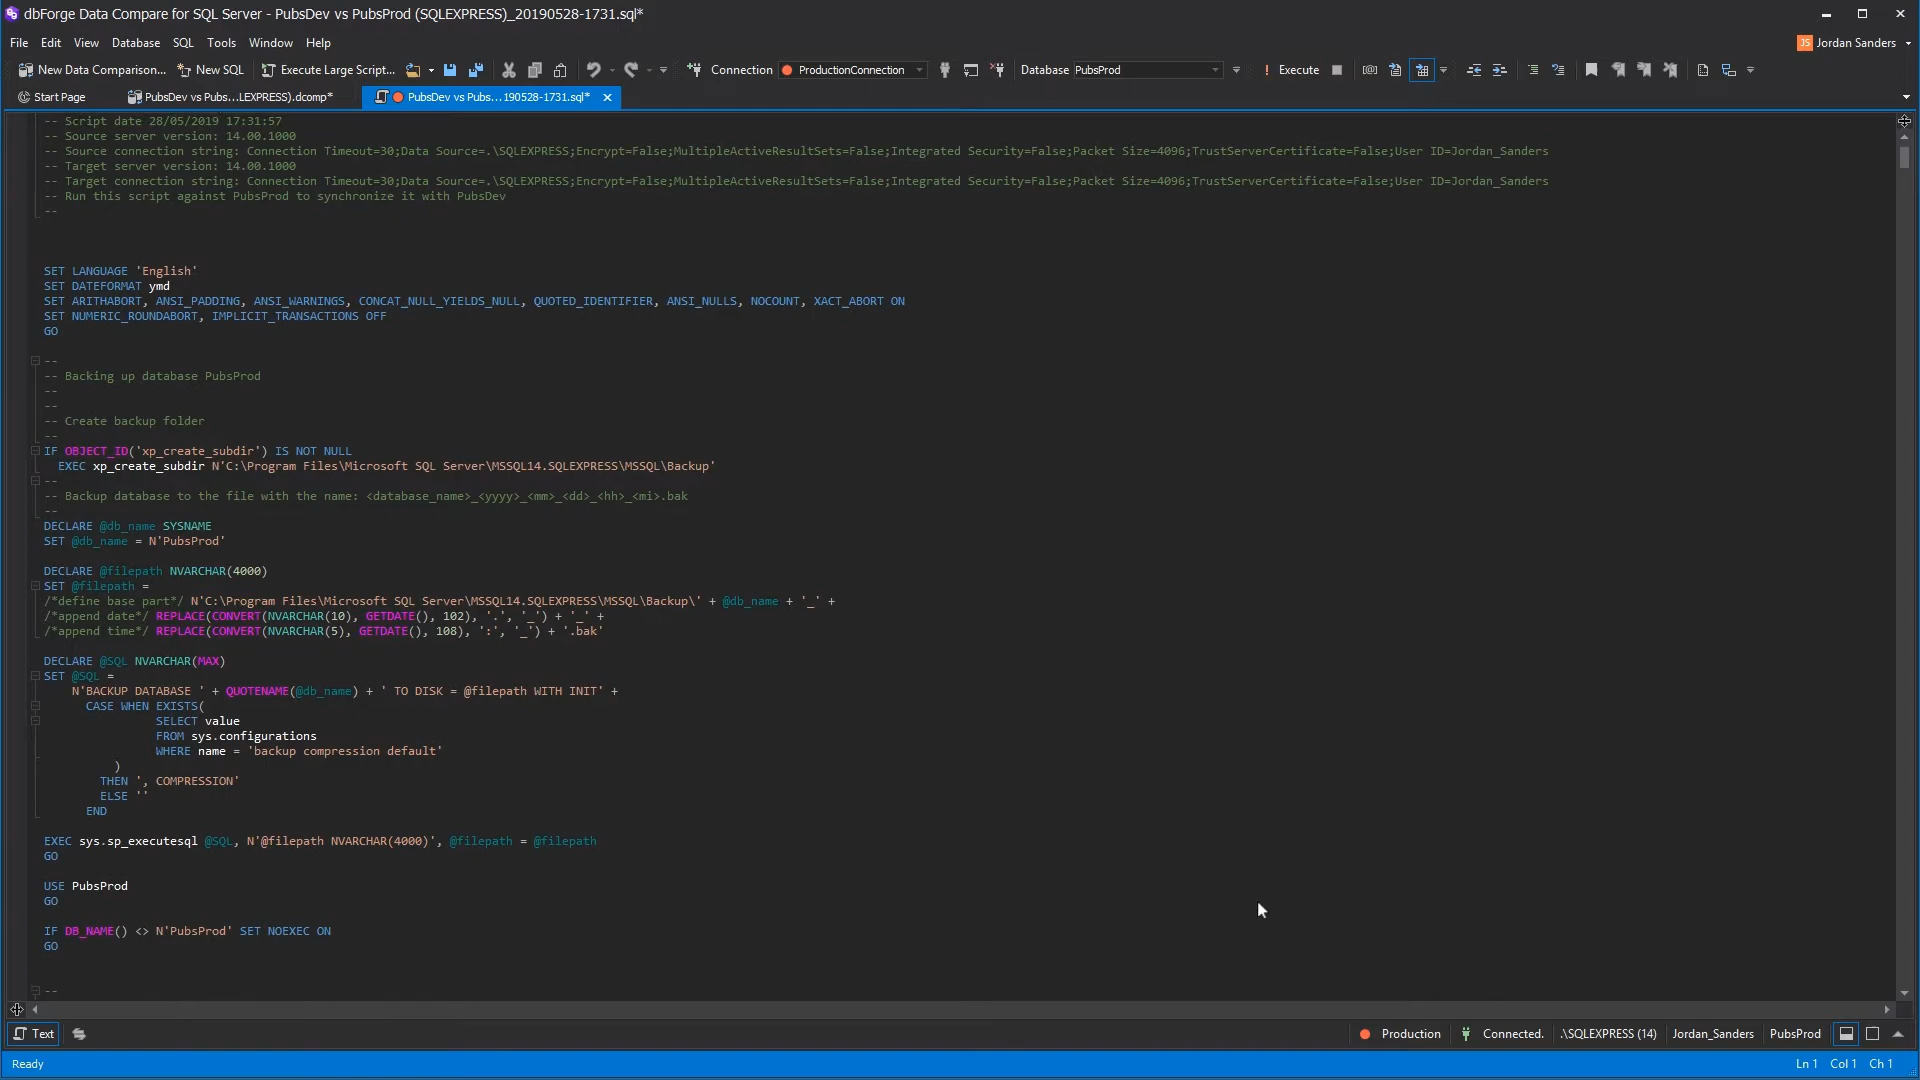 dbForge Data Compare for SQL Server - PubsDev vs PubsProd (SQLEXPRESS)_20190528-1731.sql*
File Edit View Database SQL Tools Window Help
JS Jordan Sanders
New Data Comparison... New SQL Execute Large Script... Connection ProductionConnection Database PubsProd ! Execute
Start Page PubsDev vs Pubs...LEXPRESS).dcomp* PubsDev vs Pubs...190528-1731.sql*
-- Script date 28/05/2019 17:31:57
-- Source server version: 14.00.1000
-- Source connection string: Connection Timeout=30;Data Source=.\SQLEXPRESS;Encrypt=False;MultipleActiveResultSets=False;Integrated Security=False;Packet Size=4096;TrustServerCertificate=False;User ID=Jordan_Sanders
-- Target server version: 14.00.1000
-- Target connection string: Connection Timeout=30;Data Source=.\SQLEXPRESS;Encrypt=False;MultipleActiveResultSets=False;Integrated Security=False;Packet Size=4096;TrustServerCertificate=False;User ID=Jordan_Sanders
-- Run this script against PubsProd to synchronize it with PubsDev
--
SET LANGUAGE 'English'
SET DATEFORMAT ymd
SET ARITHABORT, ANSI_PADDING, ANSI_WARNINGS, CONCAT_NULL_YIELDS_NULL, QUOTED_IDENTIFIER, ANSI_NULLS, NOCOUNT, XACT_ABORT ON
SET NUMERIC_ROUNDABORT, IMPLICIT_TRANSACTIONS OFF
GO
--
-- Backing up database PubsProd
--
--
-- Create backup folder
--
IF OBJECT_ID('xp_create_subdir') IS NOT NULL
EXEC xp_create_subdir N'C:\Program Files\Microsoft SQL Server\MSSQL14.SQLEXPRESS\MSSQL\Backup'
--
-- Backup database to the file with the name: <database_name>_<yyyy>_<mm>_<dd>_<hh>_<mi>.bak
--
DECLARE @db_name SYSNAME
SET @db_name = N'PubsProd'
DECLARE @filepath NVARCHAR(4000)
SET @filepath =
/*define base part*/ N'C:\Program Files\Microsoft SQL Server\MSSQL14.SQLEXPRESS\MSSQL\Backup\' + @db_name + '_' +
/*append date*/ REPLACE(CONVERT(NVARCHAR(10), GETDATE(), 102), '.', '_') + '_' +
/*append time*/ REPLACE(CONVERT(NVARCHAR(5), GETDATE(), 108), ':', '_') + '.bak'
DECLARE @SQL NVARCHAR(MAX)
SET @SQL =
N'BACKUP DATABASE ' + QUOTENAME(@db_name) + ' TO DISK = @filepath WITH INIT' +
CASE WHEN EXISTS(
SELECT value
FROM sys.configurations
WHERE name = 'backup compression default'
)
THEN ', COMPRESSION'
ELSE ''
END
EXEC sys.sp_executesql @SQL, N'@filepath NVARCHAR(4000)', @filepath = @filepath
GO
USE PubsProd
GO
IF DB_NAME() <> N'PubsProd' SET NOEXEC ON
GO
--
Text
Production Connected. .\SQLEXPRESS (14) Jordan_Sanders PubsProd
Ready Ln 1 Col 1 Ch 1